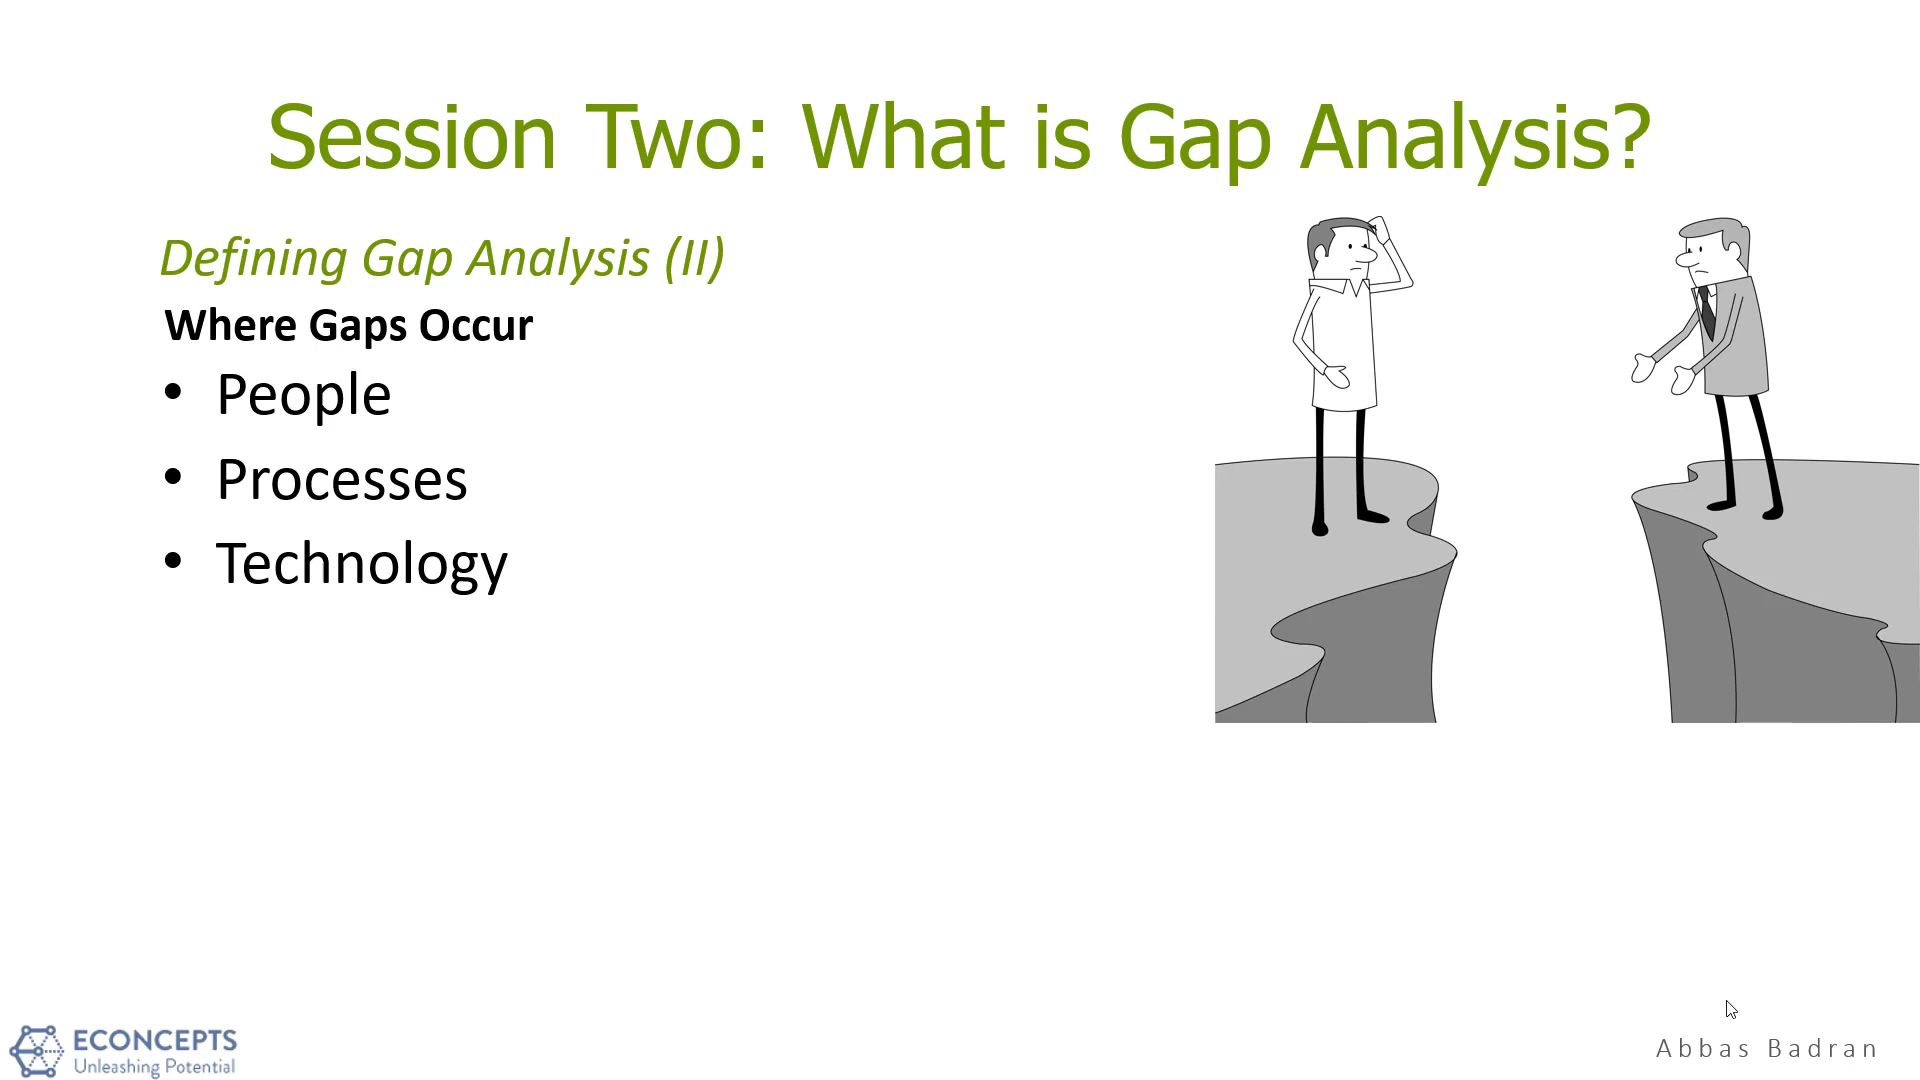 Session Two: What is Gap Analysis?
Defining Gap Analysis (II)
Where Gaps Occur
• People
• Processes
• Technology
ECONCEPTS
Unleashing Potential
Abbas Badran